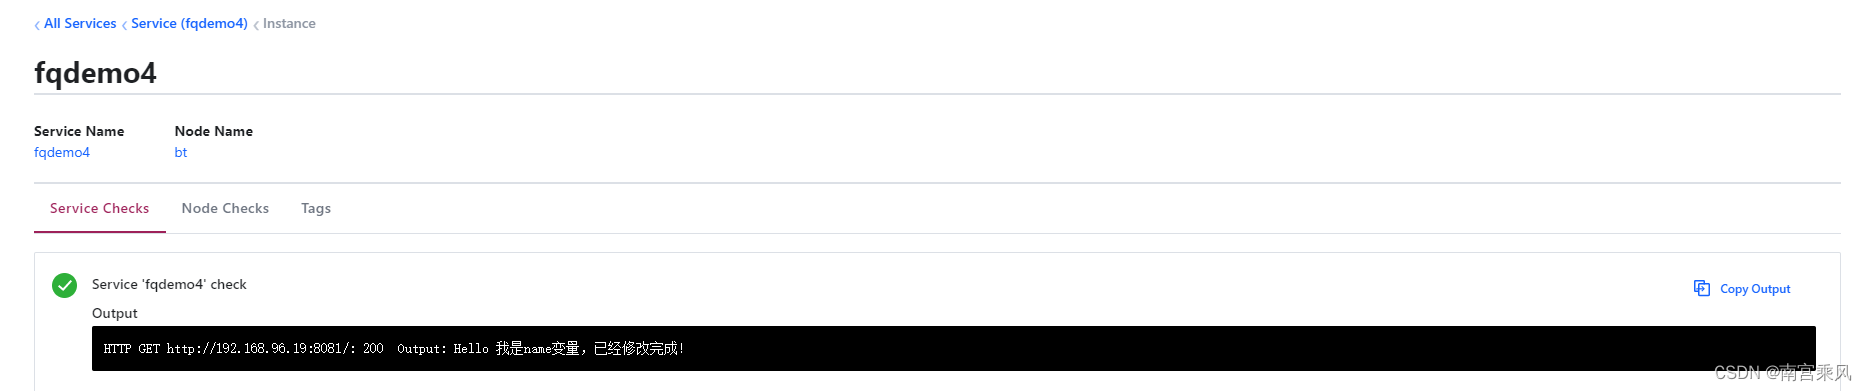 All Services Service (fqdemo4) Instance
fqdemo4
Service Name Node Name
fqdemo4 bt
Service Checks Node Checks Tags
Service 'fqdemo4' check
Copy Output
Output
HTTP GET http://192.168.96.19:8081/: 200  Output: Hello 我是name变量，已经修改完成!
CSDN @南宫乘风